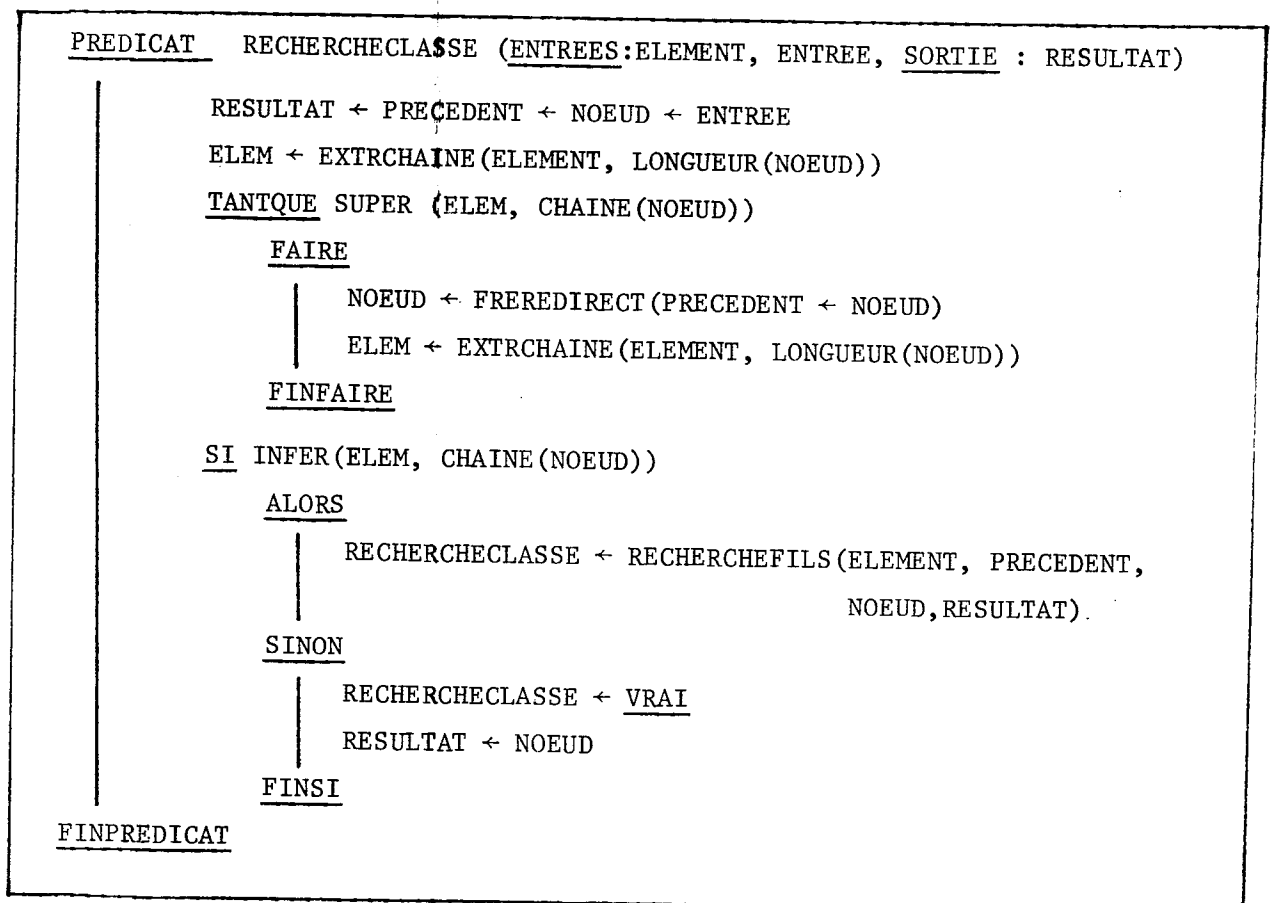 PREDICAT RECHERCHECLASSE (ENTREES:ELEMENT, ENTREE, SORTIE : RESULTAT)
RESULTAT ← PRECEDENT ← NOEUD ← ENTREE
ELEM ← EXTRCHAINE(ELEMENT, LONGUEUR(NOEUD))
TANTQUE SUPER (ELEM, CHAINE(NOEUD))
FAIRE
NOEUD ← FREREDIRECT(PRECEDENT ← NOEUD)
ELEM ← EXTRCHAINE(ELEMENT, LONGUEUR(NOEUD))
FINFAIRE
SI INFER(ELEM, CHAINE(NOEUD))
ALORS
RECHERCHECLASSE ← RECHERCHEFILS(ELEMENT, PRECEDENT,
NOEUD,RESULTAT).
SINON
RECHERCHECLASSE ← VRAI
RESULTAT ← NOEUD
FINSI
FINPREDICAT